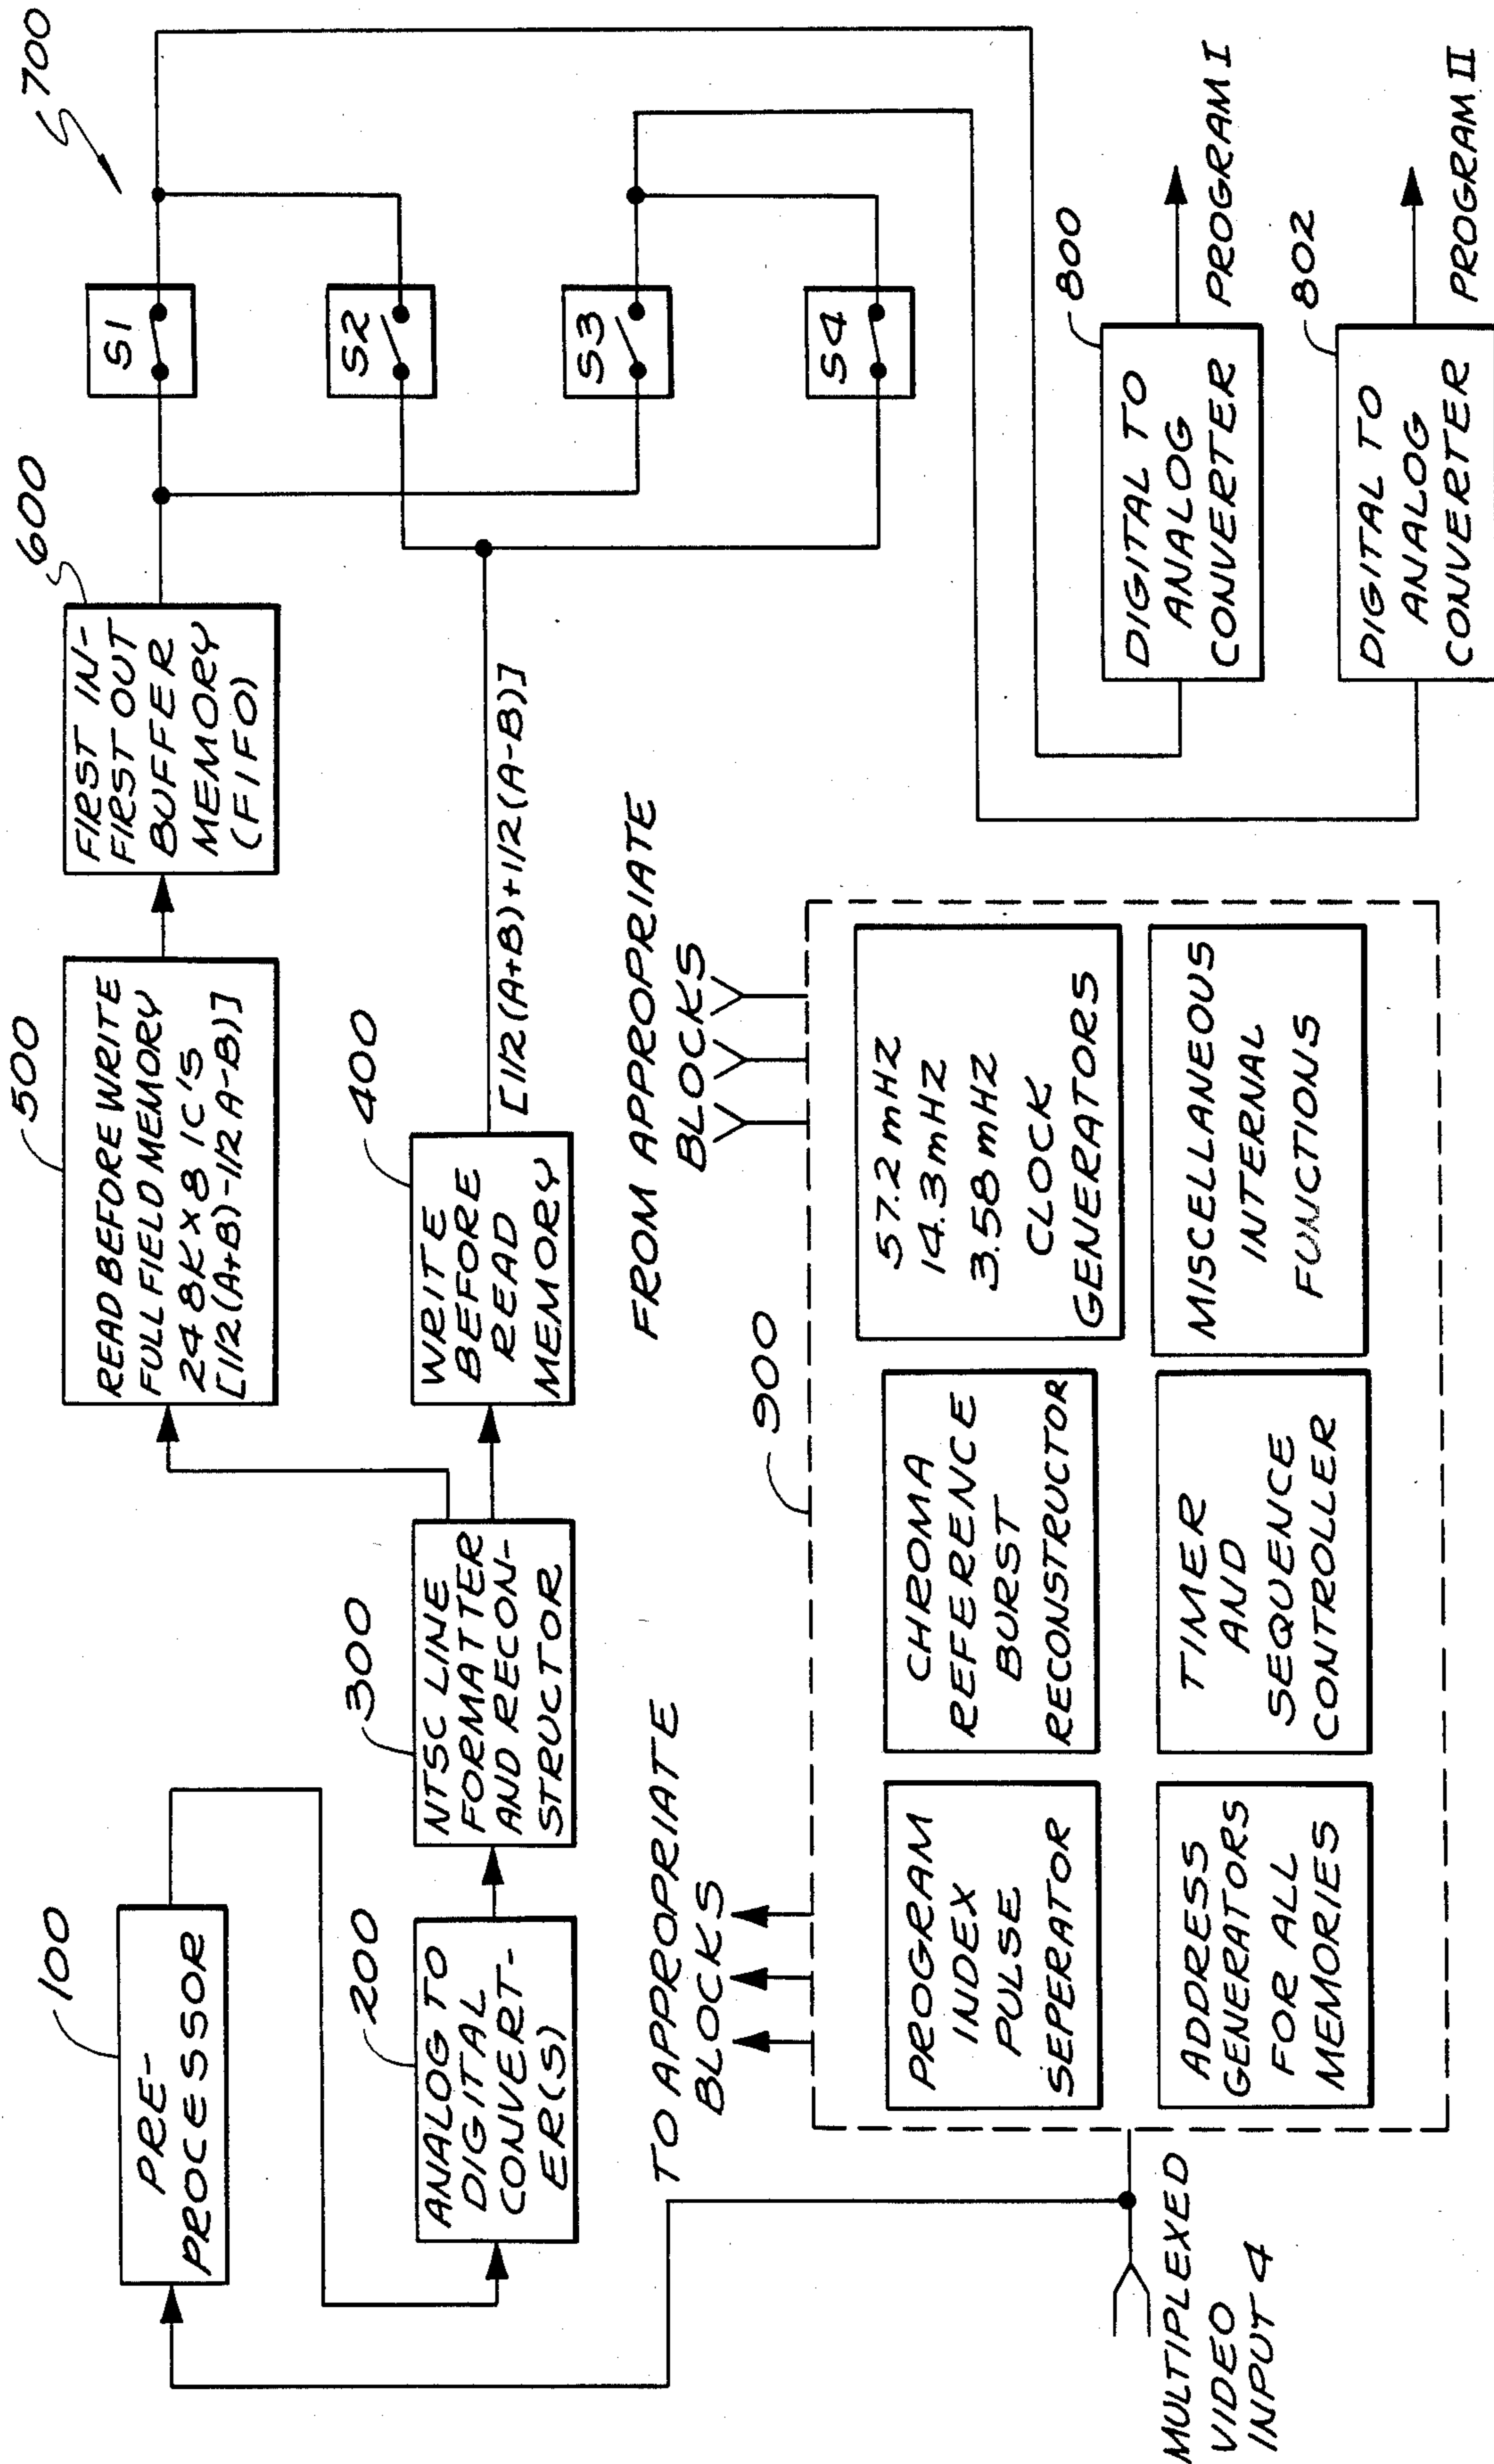 100
PRE-
PROCESSOR
200
ANALOG TO
DIGITAL
CONVERT-
ER(S)
300
NTSC LINE
FORMATTER
AND RECON-
STRUCTOR
500
READ BEFORE WRITE
FULL FIELD MEMORY
24 8K X 8 IC'S
[1/2(A+B)-1/2 A-B)]
400
WRITE
BEFORE
READ
MEMORY
[1/2(A+B)+1/2(A-B)]
600
FIRST IN-
FIRST OUT
BUFFER
MEMORY
(FIFO)
700
S1
S2
S3
S4
800
DIGITAL TO
ANALOG
CONVERTER
PROGRAM I
802
DIGITAL TO
ANALOG
CONVERTER
PROGRAM II
TO APPROPRIATE
BLOCKS
FROM APPROPRIATE
BLOCKS
900
PROGRAM
INDEX
PULSE
SEPERATOR
CHROMA
REFERENCE
BURST
RECONSTRUCTOR
57.2 mHZ
14.3 mHZ
3.58 mHZ
CLOCK
GENERATORS
ADDRESS
GENERATORS
FOR ALL
MEMORIES
TIMER
AND
SEQUENCE
CONTROLLER
MISCELLANEOUS
INTERNAL
FUNCTIONS
MULTIPLEXED
VIDEO
INPUT 4